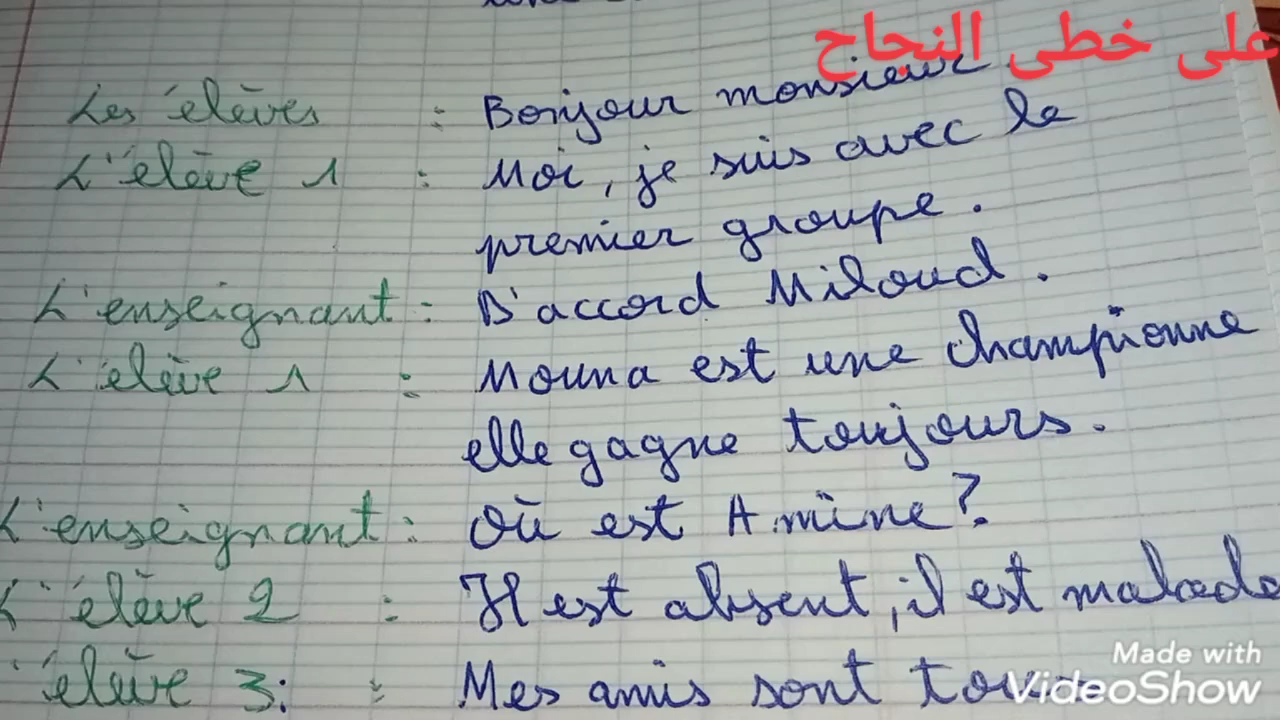 على خطى النجاح
Les élèves : Bonjour monsieur
L'élève 1 : Moi, je suis avec le
premier groupe.
L'enseignant : D'accord Miloud.
L'élève 1 : Mouna est une championne
elle gagne toujours.
L'enseignant : Où est Amine?
L'élève 2 : Il est absent, il est malade
L'élève 3: : Mes amis sont tous
Made with
VideoShow